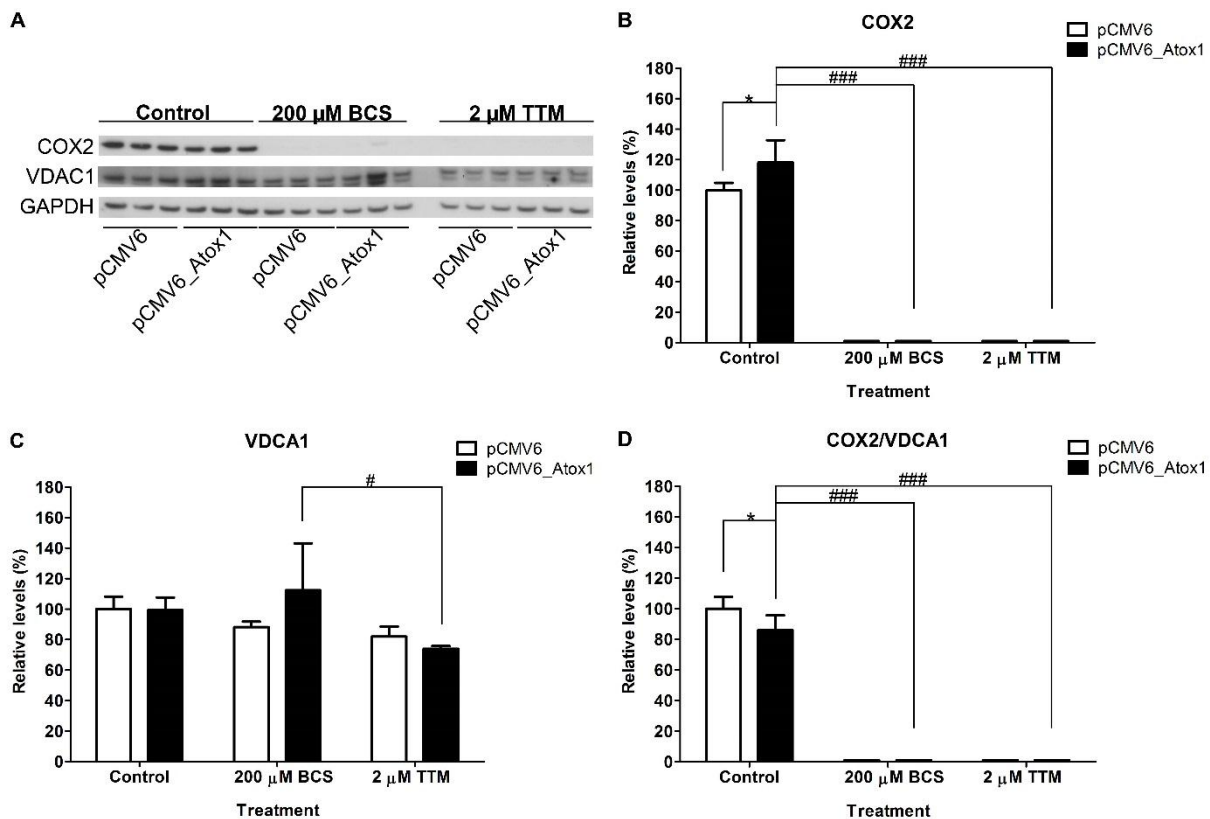 A
Control 200 µM BCS 2 µM TTM
COX2
VDAC1
GAPDH
pCMV6 pCMV6_Atox1 pCMV6 pCMV6_Atox1 pCMV6 pCMV6_Atox1
B
COX2
pCMV6
pCMV6_Atox1
Relative levels (%)
180
160
140
120
100
80
60
40
20
0
*
###
###
Control 200 µM BCS 2 µM TTM
Treatment
C
VDCA1
pCMV6
pCMV6_Atox1
Relative levels (%)
180
160
140
120
100
80
60
40
20
0
#
Control 200 µM BCS 2 µM TTM
Treatment
D
COX2/VDCA1
pCMV6
pCMV6_Atox1
Relative levels (%)
180
160
140
120
100
80
60
40
20
0
*
###
###
Control 200 µM BCS 2 µM TTM
Treatment